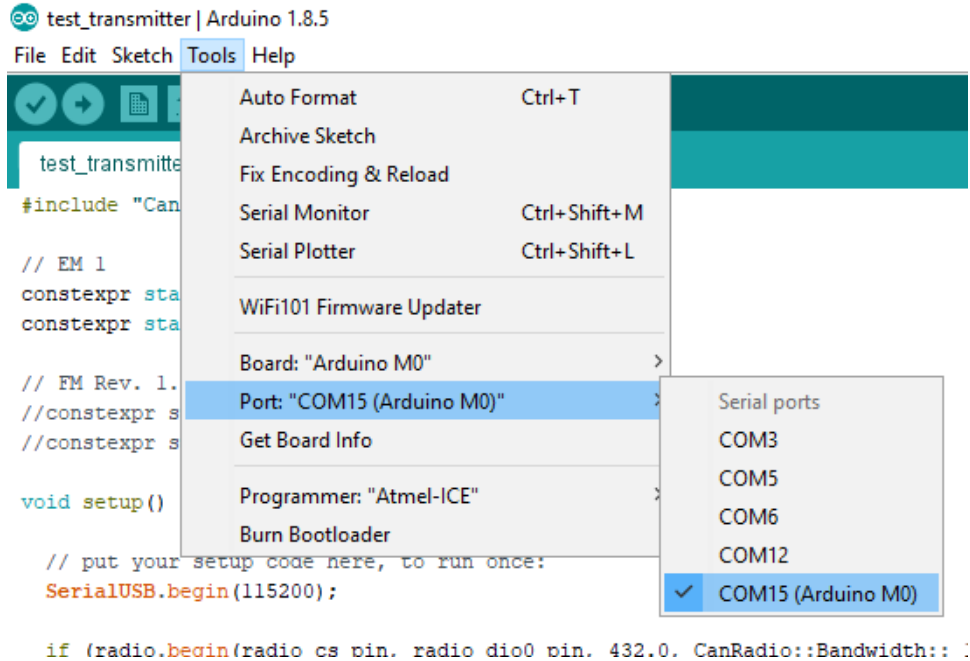 test_transmitter | Arduino 1.8.5
File Edit Sketch Tools Help
Auto Format Ctrl+T
Archive Sketch
Fix Encoding & Reload
Serial Monitor Ctrl+Shift+M
Serial Plotter Ctrl+Shift+L
WiFi101 Firmware Updater
Board: "Arduino M0"
Port: "COM15 (Arduino M0)"
Get Board Info
Programmer: "Atmel-ICE"
Burn Bootloader
Serial ports
COM3
COM5
COM6
COM12
COM15 (Arduino M0)
test_transmitte
#include "Can
// EM 1
constexpr sta
constexpr sta
// FM Rev. 1.
//constexpr s
//constexpr s
void setup()
// put your setup code here, to run once:
SerialUSB.begin(115200);
if (radio.begin(radio_cs_pin, radio_dio0_pin, 432.0, CanRadio::Bandwidth::